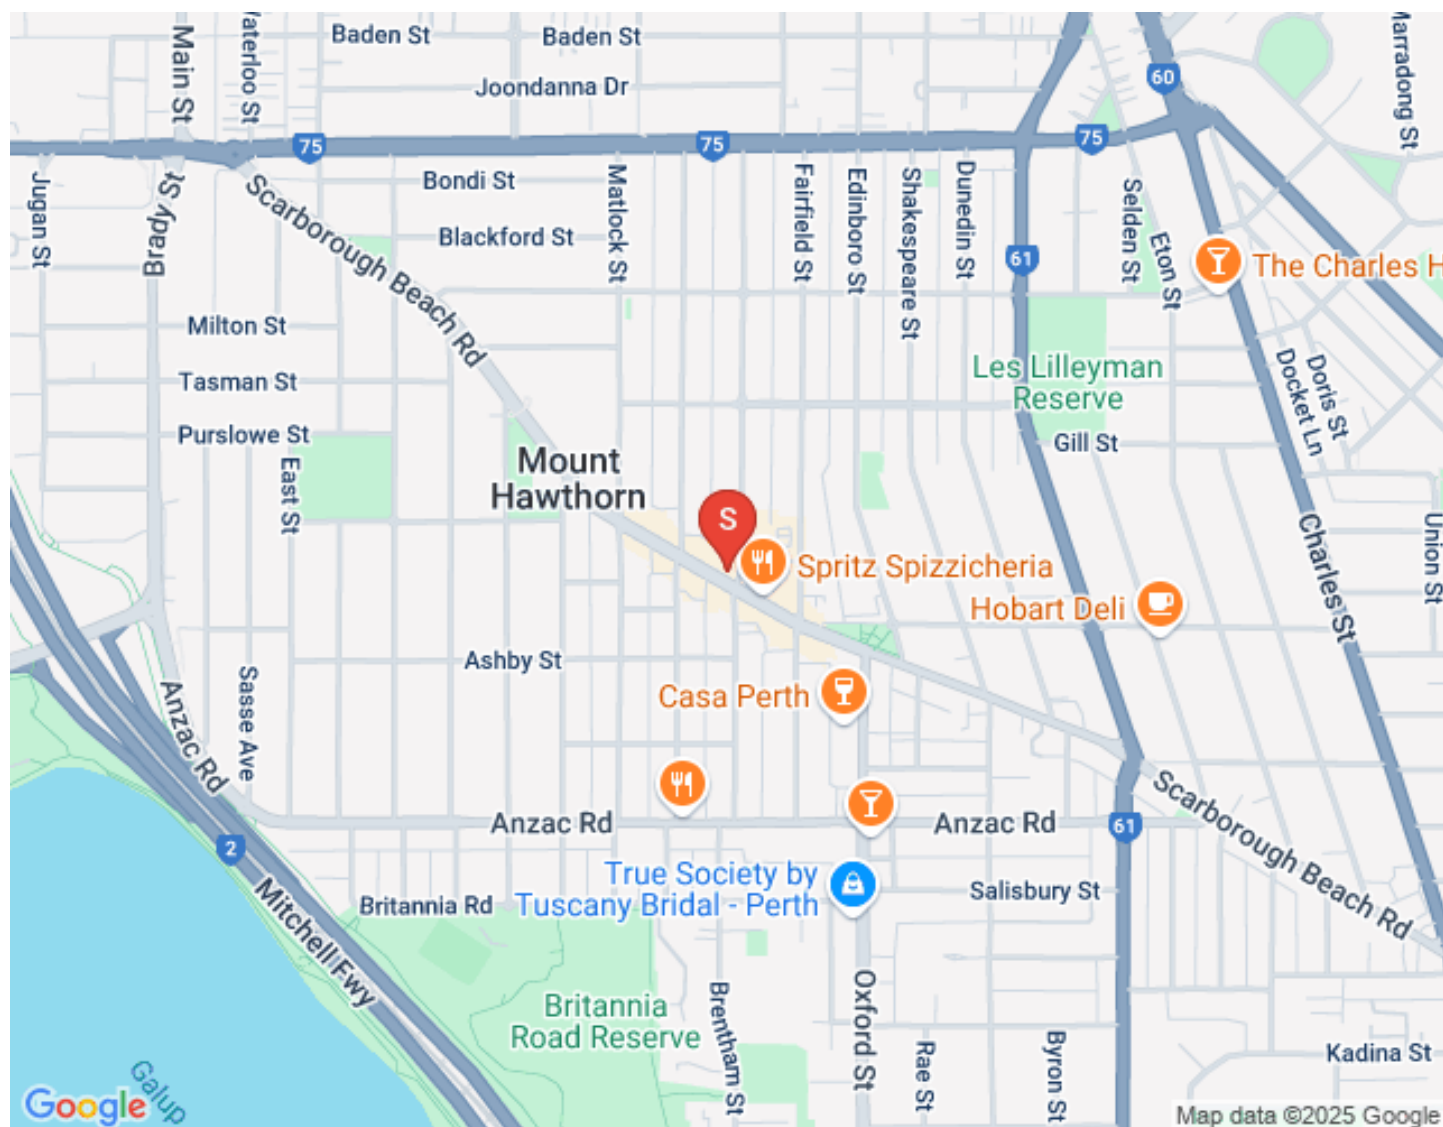 Main St
Waterloo St
Baden St
Baden St
Joondanna Dr
60
Marradong St
75
75
75
Jugan St
Brady St
Scarborough Beach Rd
Bondi St
Blackford St
Matlock St
Fairfield St
Edinboro St
Shakespeare St
Dunedin St
61
Selden St
Eton St
The Charles H
Milton St
Tasman St
Purslowe St
East St
Les Lilleyman
Reserve
Gill St
Doris St
Docket Ln
Mount
Hawthorn
S
Spritz Spizzicheria
Hobart Deli
Charles St
Union St
Ashby St
Casa Perth
Sasse Ave
Anzac Rd
Anzac Rd
Anzac Rd
61
Scarborough Beach Rd
2
Mitchell Fwy
Britannia Rd
True Society by
Tuscany Bridal - Perth
Salisbury St
Britannia
Road Reserve
Brentham St
Oxford St
Rae St
Byron St
Kadina St
Galup
Google
Map data ©2025 Google